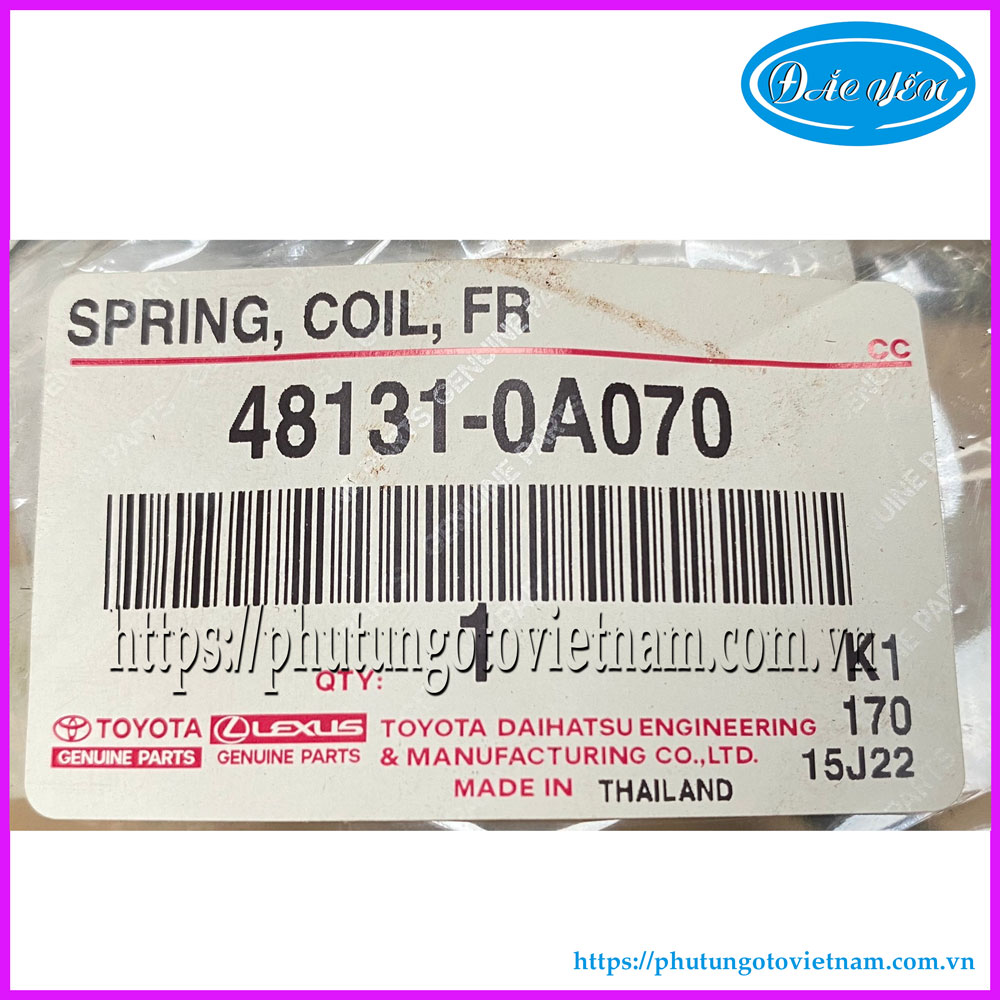 ĐẮC YẾN
SPRING, COIL, FR
CC
48131-0A070
https://phutungotovietnam.com.vn
QTY: 1
K1
TOYOTA LEXUS TOYOTA DAIHATSU ENGINEERING 170
GENUINE PARTS GENUINE PARTS & MANUFACTURING CO., LTD. 15J22
MADE IN THAILAND
https://phutungotovietnam.com.vn